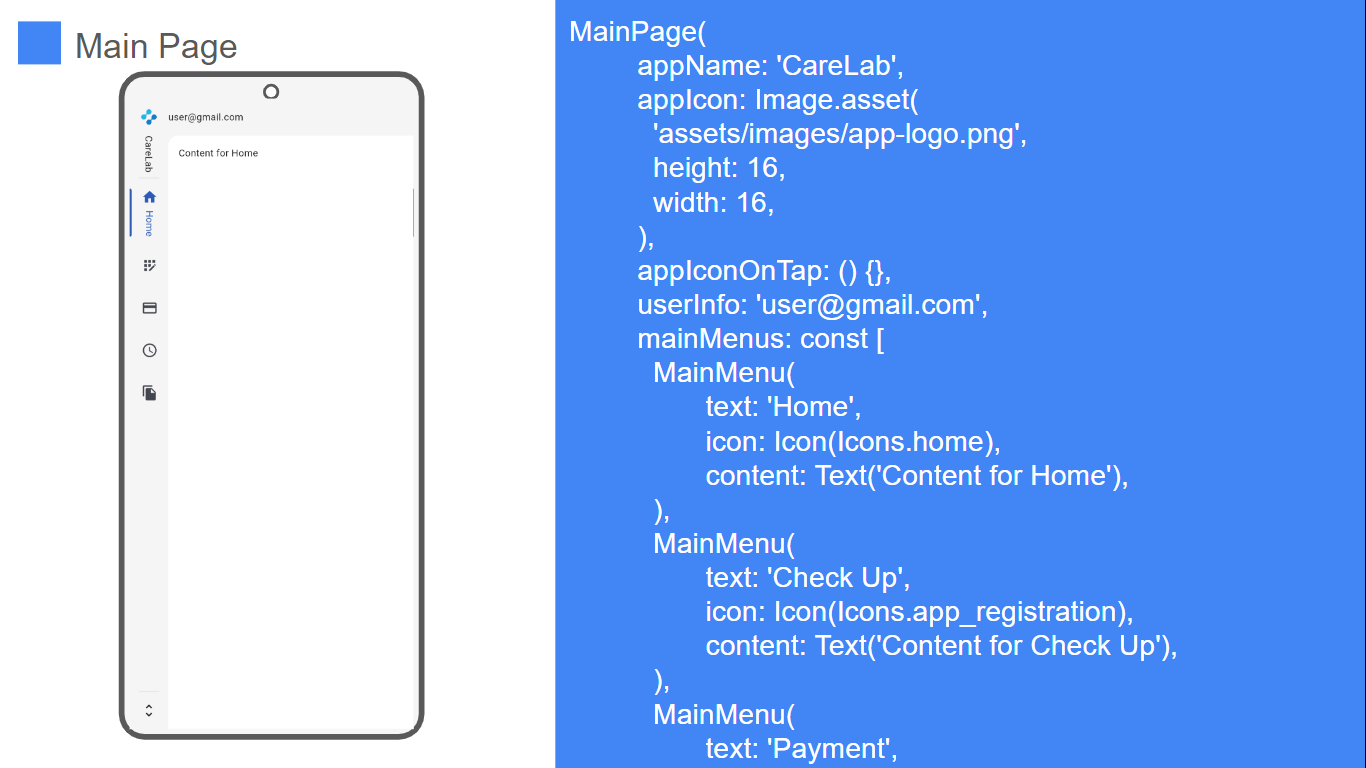 Main Page
user@gmail.com
CareLab
Content for Home
Home
MainPage(
appName: 'CareLab',
appIcon: Image.asset(
'assets/images/app-logo.png',
height: 16,
width: 16,
),
appIconOnTap: () {},
userInfo: 'user@gmail.com',
mainMenus: const [
MainMenu(
text: 'Home',
icon: Icon(Icons.home),
content: Text('Content for Home'),
),
MainMenu(
text: 'Check Up',
icon: Icon(Icons.app_registration),
content: Text('Content for Check Up'),
),
MainMenu(
text: 'Payment',